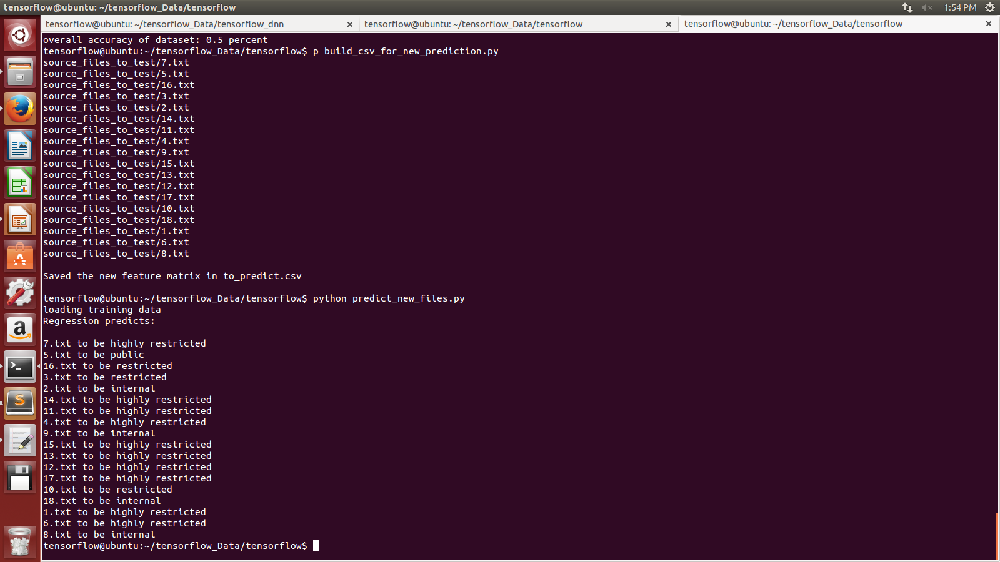 tensorflow@ubuntu: ~/tensorflow_Data/tensorflow
1:54 PM
tensorflow@ubuntu: ~/tensorflow_Data/tensorflow_dnn
tensorflow@ubuntu: ~/tensorflow_Data/tensorflow
tensorflow@ubuntu: ~/tensorflow_Data/tensorflow
overall accuracy of dataset: 0.5 percent
tensorflow@ubuntu:~/tensorflow_Data/tensorflow$ p build_csv_for_new_prediction.py
source_files_to_test/7.txt
source_files_to_test/5.txt
source_files_to_test/16.txt
source_files_to_test/3.txt
source_files_to_test/2.txt
source_files_to_test/14.txt
source_files_to_test/11.txt
source_files_to_test/4.txt
source_files_to_test/9.txt
source_files_to_test/15.txt
source_files_to_test/13.txt
source_files_to_test/12.txt
source_files_to_test/17.txt
source_files_to_test/10.txt
source_files_to_test/18.txt
source_files_to_test/1.txt
source_files_to_test/6.txt
source_files_to_test/8.txt
Saved the new feature matrix in to_predict.csv
tensorflow@ubuntu:~/tensorflow_Data/tensorflow$ python predict_new_files.py
loading training data
Regression predicts:
7.txt to be highly restricted
5.txt to be public
16.txt to be restricted
3.txt to be restricted
2.txt to be internal
14.txt to be highly restricted
11.txt to be highly restricted
4.txt to be highly restricted
9.txt to be internal
15.txt to be highly restricted
13.txt to be highly restricted
12.txt to be highly restricted
17.txt to be highly restricted
10.txt to be restricted
18.txt to be internal
1.txt to be highly restricted
6.txt to be highly restricted
8.txt to be internal
tensorflow@ubuntu:~/tensorflow_Data/tensorflow$